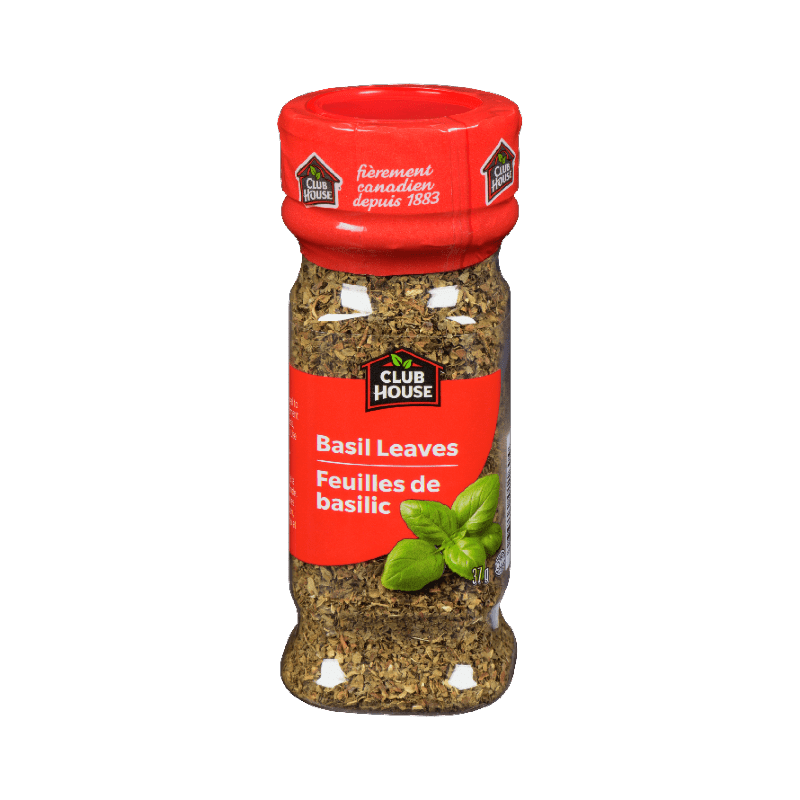 CLUB
HOUSE
fièrement
canadien
depuis 1883
CLUB
HOUSE
CLUB
HOUSE
Basil Leaves
Feuilles de
basilic
37 g